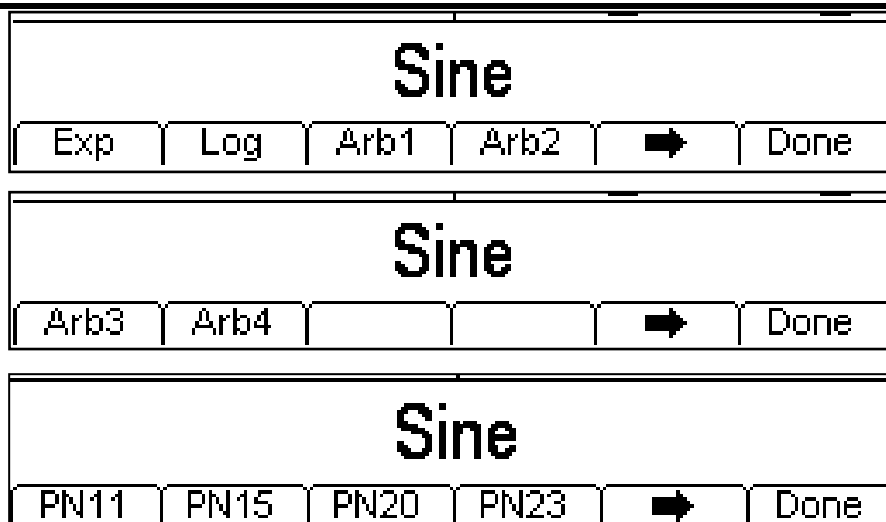 Sine
Exp Log Arb1 Arb2 ➡ Done
Sine
Arb3 Arb4 ➡ Done
Sine
PN11 PN15 PN20 PN23 ➡ Done